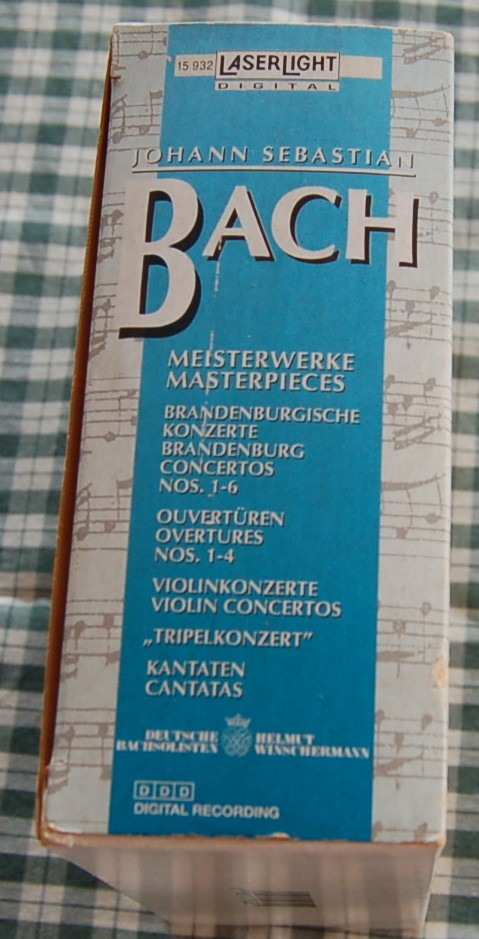 15 932 LASERLIGHT
DIGITAL
JOHANN SEBASTIAN
BACH
MEISTERWERKE
MASTERPIECES
BRANDENBURGISCHE
KONZERTE
BRANDENBURG
CONCERTOS
NOS. 1-6
OUVERTÜREN
OVERTURES
NOS. 1-4
VIOLINKONZERTE
VIOLIN CONCERTOS
„TRIPELKONZERT"
KANTATEN
CANTATAS
DEUTSCHE HELMUT
BACHSOLISTEN WINSCHERMANN
DDD
DIGITAL RECORDING